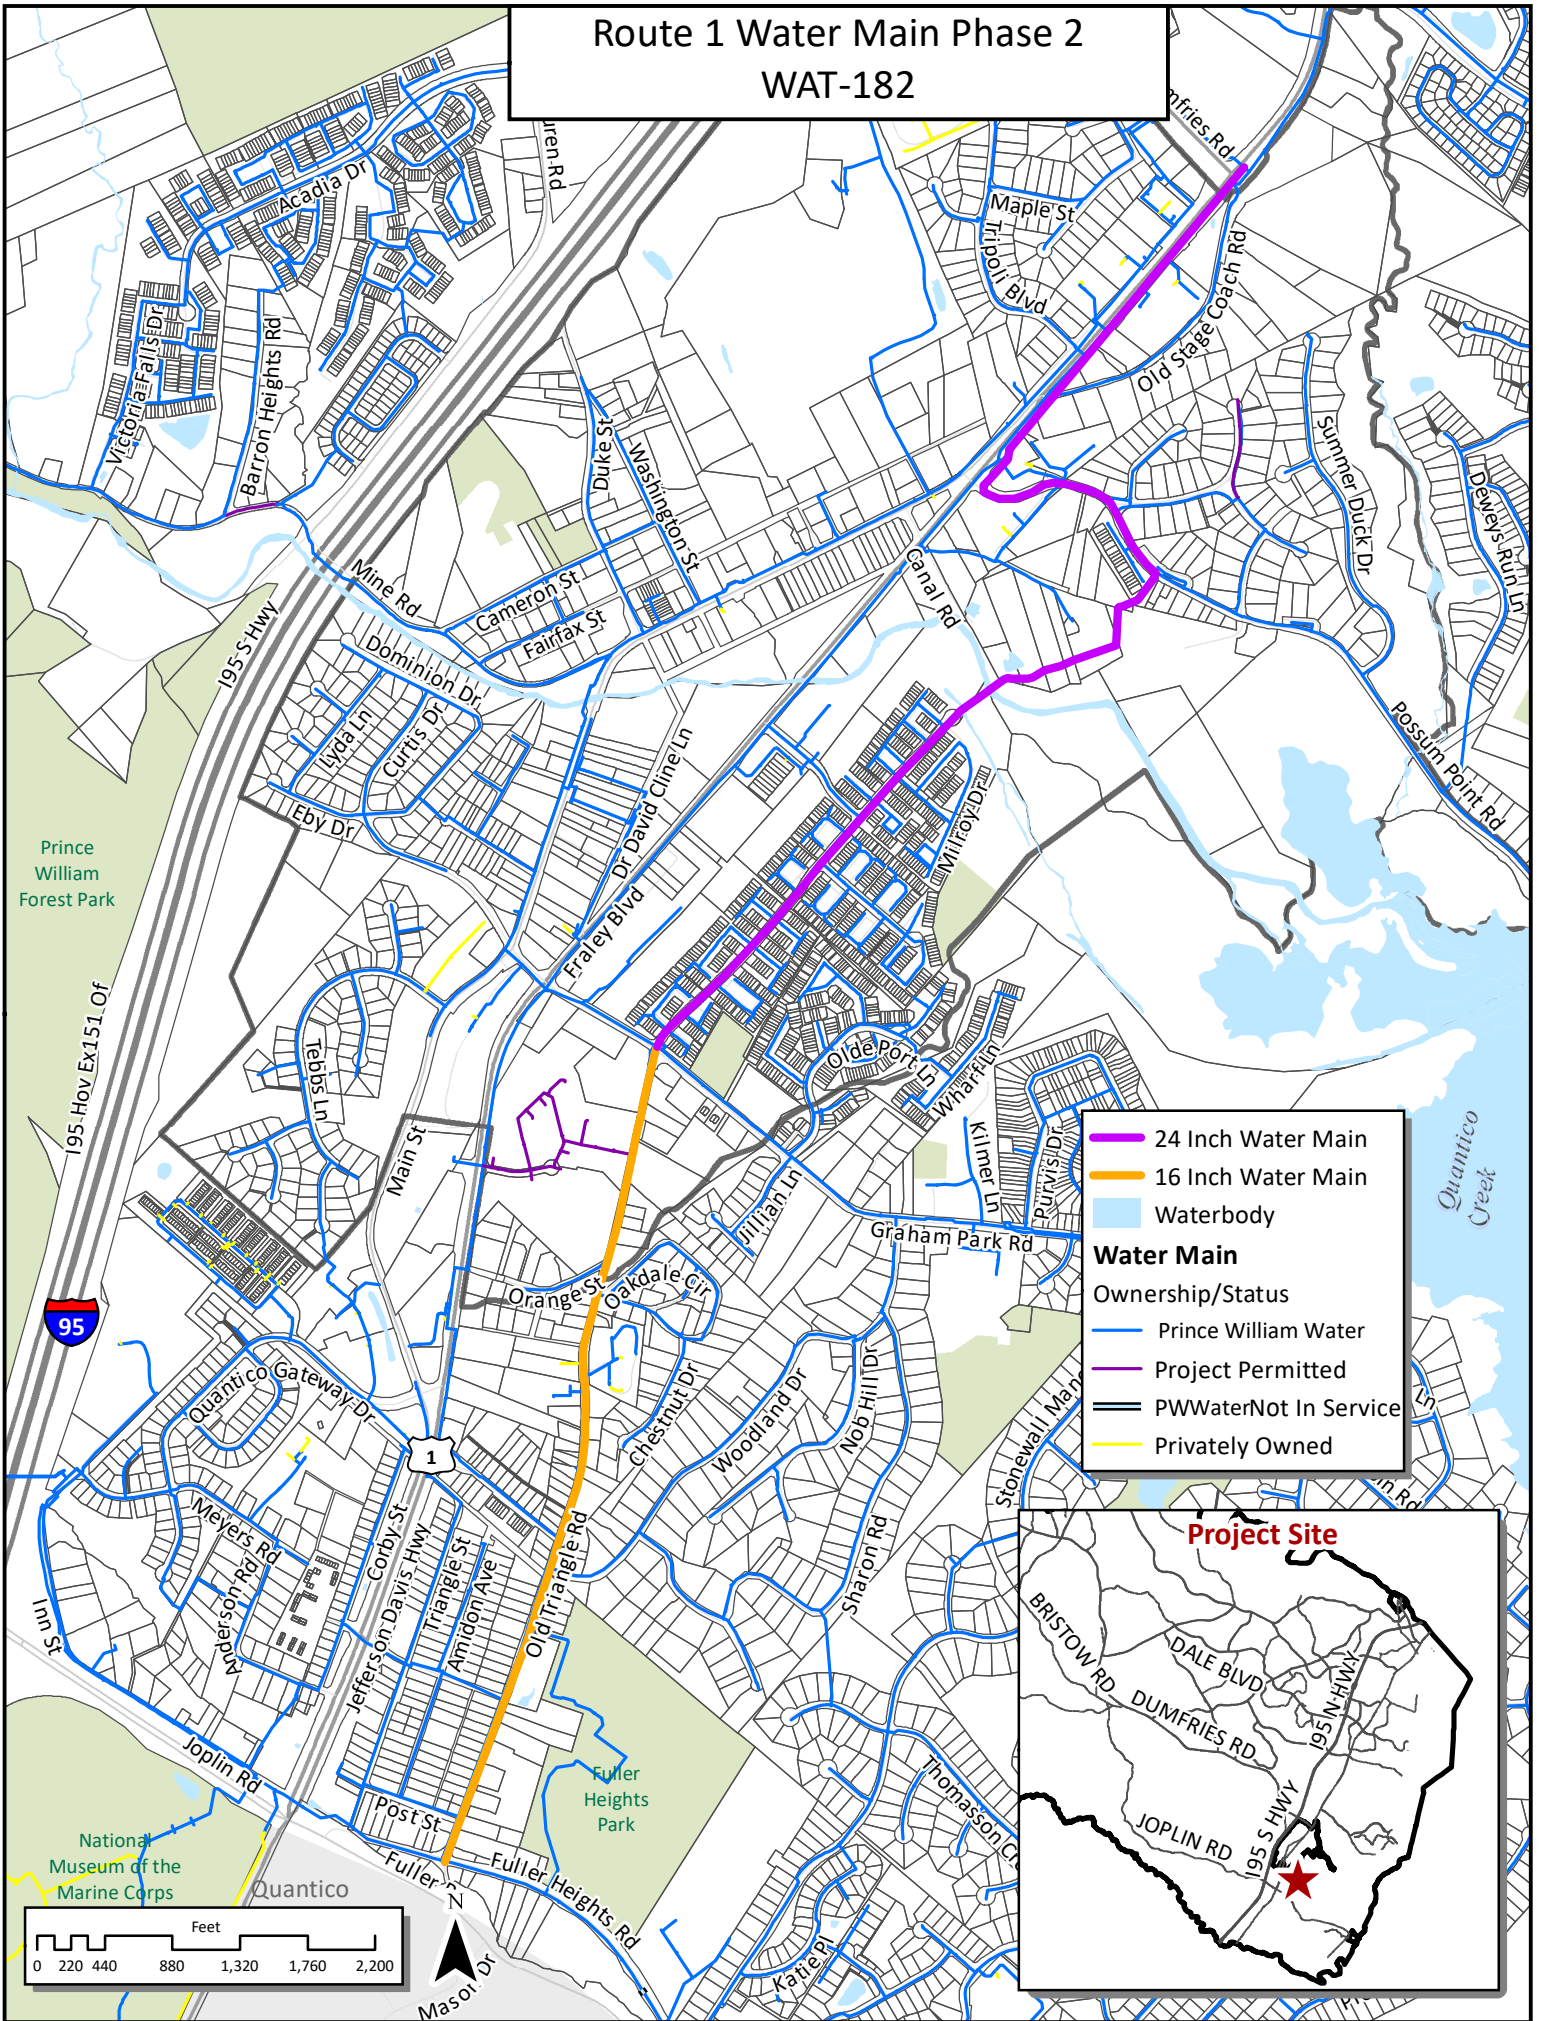 Route 1 Water Main Phase 2
WAT-182
Acadia Dr
Maple St
Tripoli Blvd
Old Stage Coach Rd
Victoria Falls Dr
Barron Heights Rd
Duke St
Washington St
Summer Duck Dr
Deweys Run Ln
Mine Rd
Cameron St
Fairfax St
Canal Rd
I95 S Hwy
Dominion Dr
Lyda Ln
Curtis Dr
Eby Dr
Dr David Cline Ln
Fraley Blvd
Milroy Dr
Possum Point Rd
Prince
William
Forest Park
I95 Hov Ex151 Of
Tebbs Ln
Main St
Olde Port Ln
Wharf Ln
Kilmer Ln
Purvis Dr
Jillian Ln
Graham Park Rd
Orange St
Oakdale Cir
Quantico
Creek
95
Quantico Gateway Dr
1
Chestnut Dr
Woodland Dr
Nob Hill Dr
Sharon Rd
Meyers Rd
Anderson Rd
Corby St
Jefferson Davis Hwy
Triangle St
Amidon Ave
Old Triangle Rd
Inn St
Joplin Rd
Post St
Fuller Heights Rd
Fuller
Heights
Park
Thomasson
Katie Pl
National
Museum of the
Marine Corps
Quantico
Ln
24 Inch Water Main
16 Inch Water Main
Waterbody
Water Main
Ownership/Status
Prince William Water
Project Permitted
PWWaterNot In Service
Privately Owned
Project Site
BRISTOW RD
DALE BLVD
DUMFRIES RD
I95 N HWY
JOPLIN RD
I95 S HWY
Feet
0 220 440 880 1,320 1,760 2,200
N